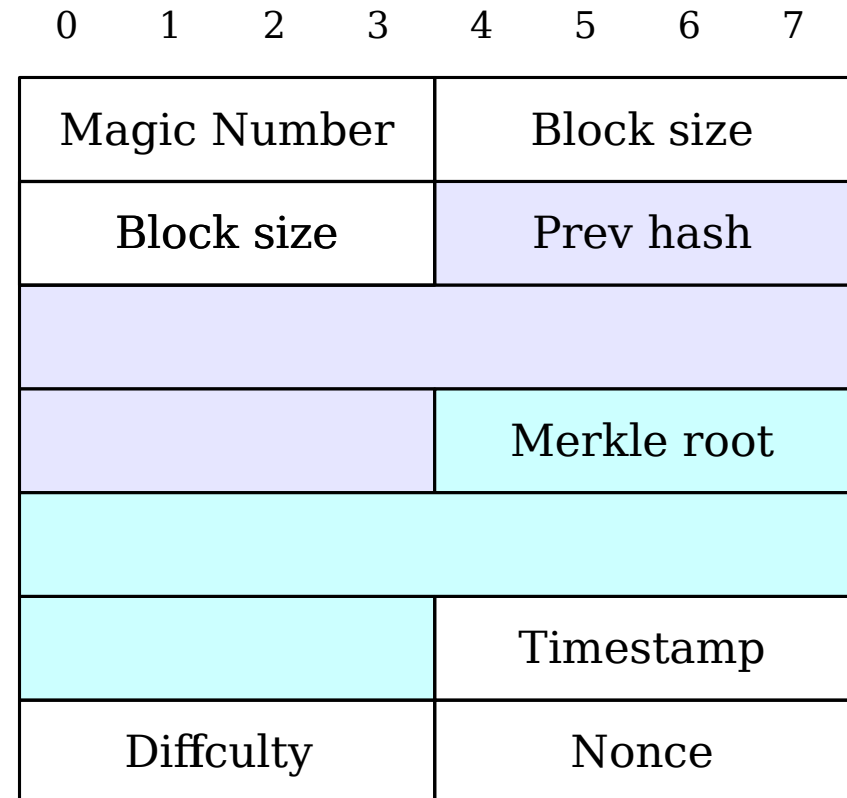 0 1 2 3 4 5 6 7
Magic Number Block size
Block size Prev hash
Merkle root
Timestamp
Diffculty Nonce